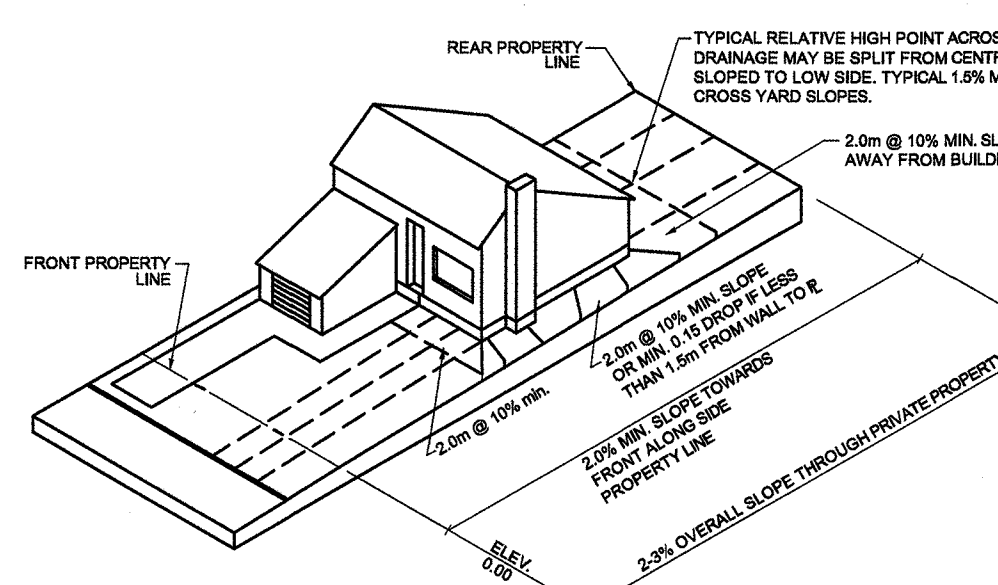 REAR PROPERTY
LINE
TYPICAL RELATIVE HIGH POINT ACROS
DRAINAGE MAY BE SPLIT FROM CENTR
SLOPED TO LOW SIDE. TYPICAL 1.5% M
CROSS YARD SLOPES.
2.0m @ 10% MIN. SL
AWAY FROM BUILD
FRONT PROPERTY
LINE
2.0m @ 10% MIN. SLOPE
OR MIN. 0.15 DROP IF LESS
THAN 1.5m FROM WALL TO PL
2.0m @ 10% min.
2.0% MIN. SLOPE TOWARDS
FRONT ALONG SIDE
PROPERTY LINE
2-3% OVERALL SLOPE THROUGH PRIVATE PROPERTY
ELEV.
0.00